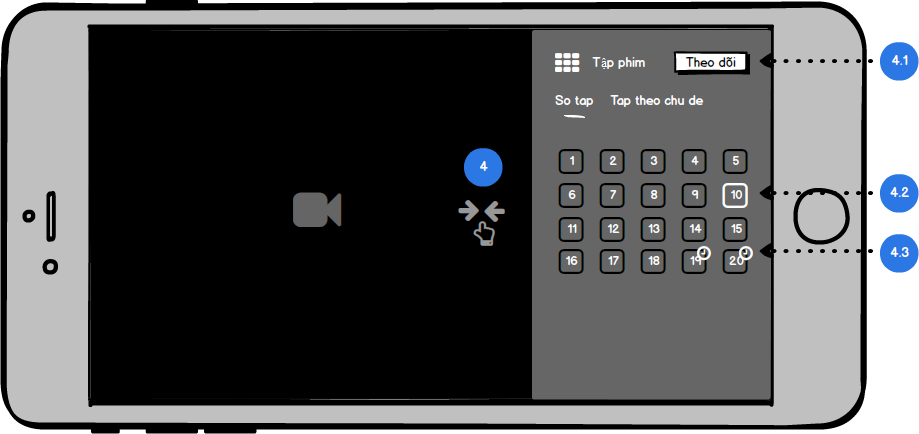 Tập phim Theo dõi 4.1
So tap Tap theo chu de
4
1 2 3 4 5
6 7 8 9 10 4.2
11 12 13 14 15
16 17 18 19 20 4.3